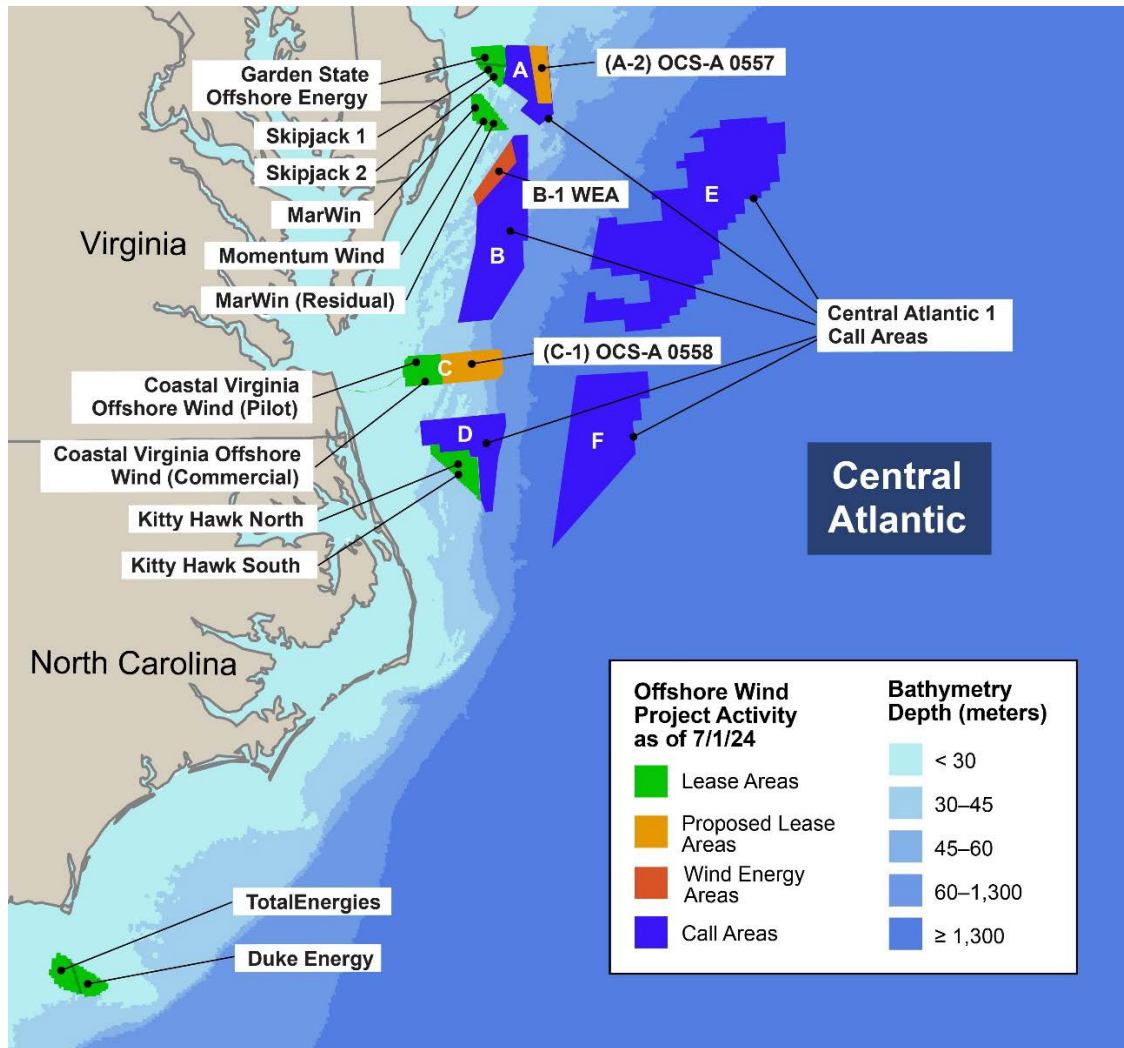 Garden State
Offshore Energy
Skipjack 1
Skipjack 2
MarWin
Momentum Wind
MarWin (Residual)
Virginia
A
(A-2) OCS-A 0557
B-1 WEA
B
E
Central Atlantic 1
Call Areas
Coastal Virginia
Offshore Wind (Pilot)
C
(C-1) OCS-A 0558
Coastal Virginia Offshore
Wind (Commercial)
D
F
Kitty Hawk North
Kitty Hawk South
Central
Atlantic
North Carolina
TotalEnergies
Duke Energy
Offshore Wind
Project Activity
as of 7/1/24
Lease Areas
Proposed Lease
Areas
Wind Energy
Areas
Call Areas
Bathymetry
Depth (meters)
< 30
30–45
45–60
60–1,300
≥ 1,300